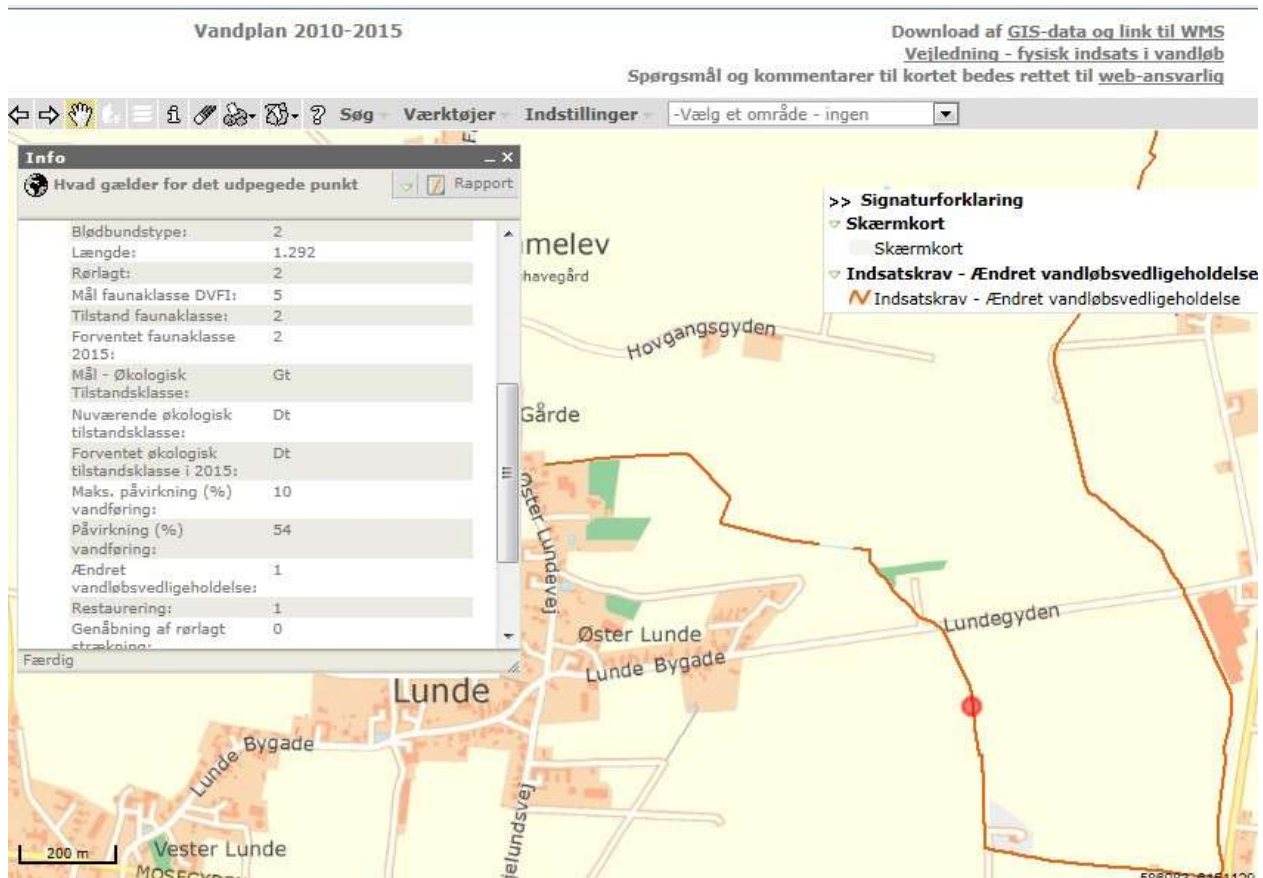 Vandplan 2010-2015
Download af GIS-data og link til WMS
Vejledning - fysisk indsats i vandløb
Spørgsmål og kommentarer til kortet bedes rettet til web-ansvarlig
Søg Værktøjer Indstillinger -Vælg et område - ingen
Info
Hvad gælder for det udpegede punkt Rapport
Blødbundstype: 2
Længde: 1.292
Rørlagt: 2
Mål faunaklasse DVFI: 5
Tilstand faunaklasse: 2
Forventet faunaklasse 2
2015:
Mål - Økologisk Gt
Tilstandsklasse:
Nuværende økologisk Dt
tilstandsklasse:
Forventet økologisk Dt
tilstandsklasse i 2015:
Maks. påvirkning (%) 10
vandføring:
Påvirkning (%) 54
vandføring:
Ændret 1
vandløbsvedligeholdelse:
Restaurering: 1
Genåbning af rørlagt 0
strækning:
Færdig
>> Signaturforklaring
Skærmkort
Skærmkort
Indsatskrav - Ændret vandløbsvedligeholdelse
Indsatskrav - Ændret vandløbsvedligeholdelse
melev
havegård
Hovgangsgyden
Gårde
Øster Lundevej
Lundegyden
Øster Lunde
Lunde Bygade
Lunde
Lunde Bygade
jelundsvej
Vester Lunde
200 m